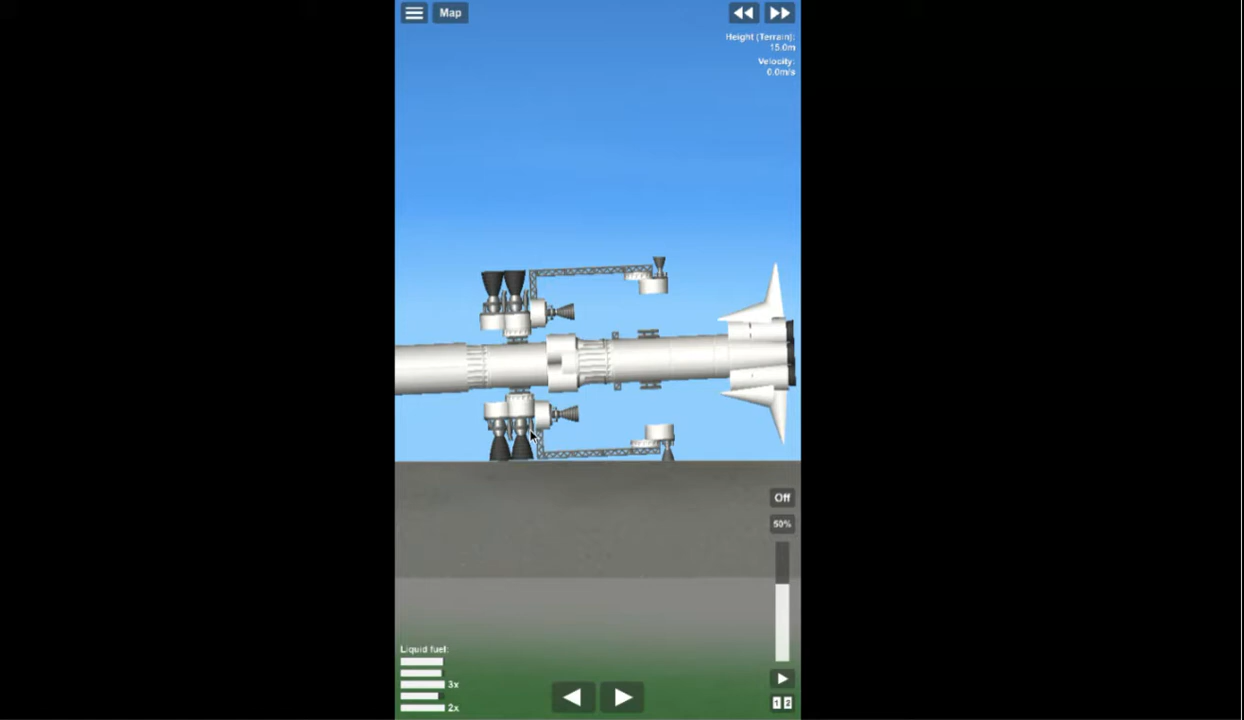 Map
Height (Terrain):
15.0m
Velocity:
0.0m/s
Off
50%
Liquid fuel:
3x
2x
1 2